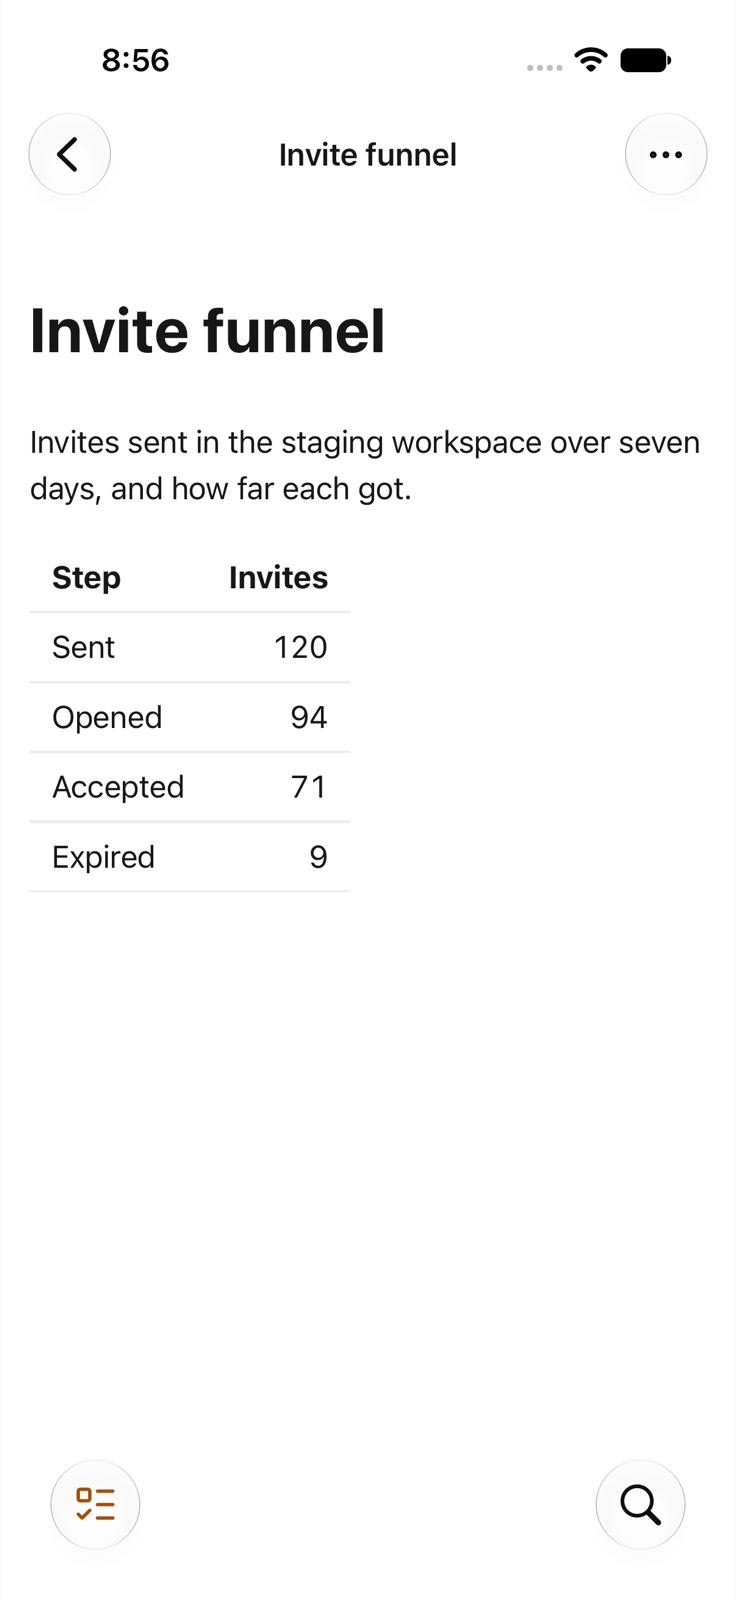 8:56
Invite funnel
Invite funnel
Invites sent in the staging workspace over seven
days, and how far each got.
Step Invites
Sent 120
Opened 94
Accepted 71
Expired 9